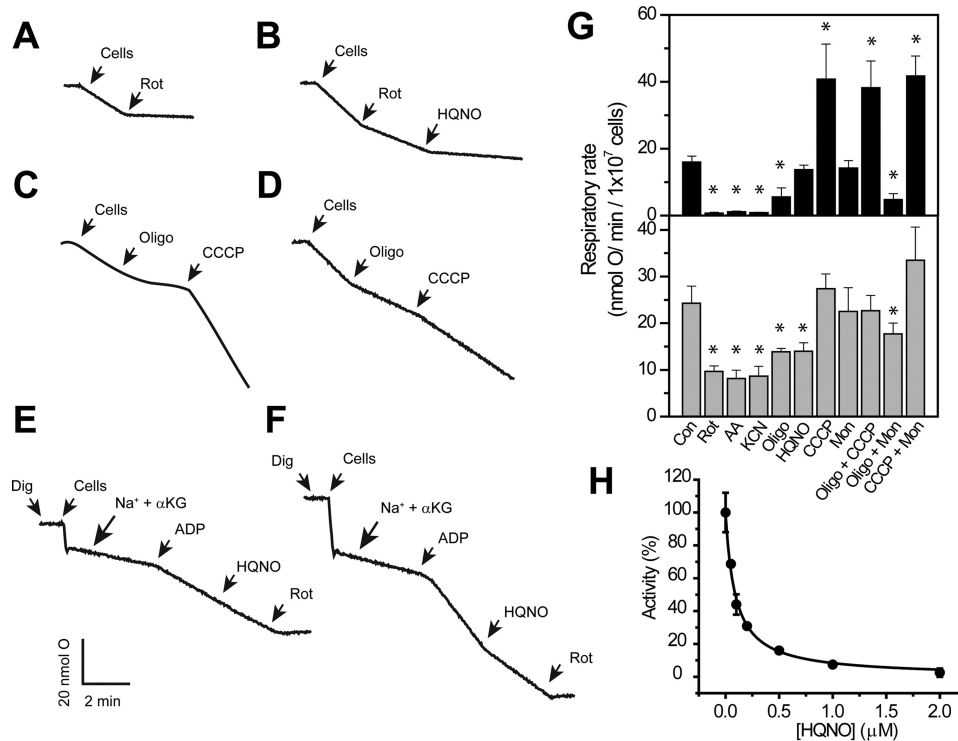 A
Cells
Rot
B
Cells
Rot
HQNO
C
Cells
Oligo
CCCP
D
Cells
Oligo
CCCP
E
Dig
Cells
Na⁺ + αKG
ADP
HQNO
Rot
20 nmol O
2 min
F
Dig
Cells
Na⁺ + αKG
ADP
HQNO
Rot
G
Respiratory rate
(nmol O/ min / 1x10⁷ cells)
60
40
20
0
40
30
20
10
0
*
*
*
*
*
*
*
*
*
*
*
*
*
*
Con
Rot
AA
KCN
Oligo
HQNO
CCCP
Mon
Oligo + CCCP
Oligo + Mon
CCCP + Mon
H
Activity (%)
120
100
80
60
40
20
0
0.0
0.5
1.0
1.5
2.0
[HQNO] (μM)